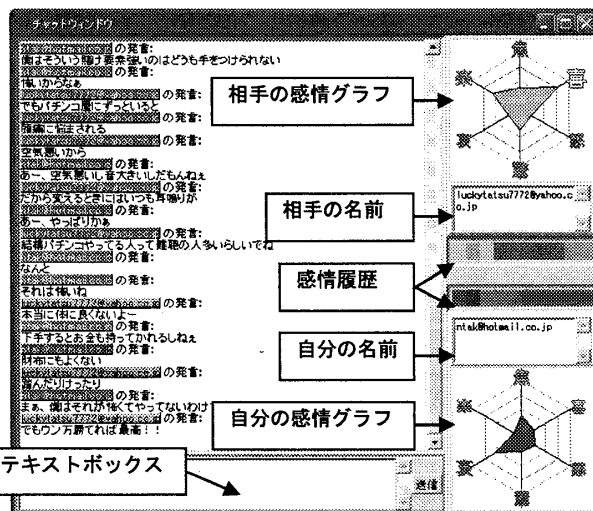 チャットウィンドウ
の発言:
僕はそういう賭け要素強いのはどうも手をつけられない
の発言:
怖いからなぁ
の発言:
でもパチンコ屋にずっといると
の発言:
頭痛に悩まされる
の発言:
空気悪いから
の発言:
あー、空気悪いし音大きいしだもんねぇ
の発言:
だから変えるときにはいつも耳鳴りが
の発言:
あー、やっぱりかぁ
の発言:
結構パチンコやってる人って難聴の人多いらしいでね
の発言:
なんと
の発言:
それは怖いね
luckytatsu7772@yahoo.co.jp の発言:
本当に体に良くないよー
の発言:
下手するとお金も持ってかれるしねぇ
の発言:
財布にもよくない
luckytatsu7772@yahoo.co.jp の発言:
踏んだりけったり
の発言:
まぁ、僕はそれが怖くてやってないわけ
luckytatsu7772@yahoo.co.jp の発言:
でもウン万勝てれば最高！！
テキストボックス
送信
相手の感情グラフ
相手の名前
感情履歴
自分の名前
自分の感情グラフ
luckytatsu7772@yahoo.c
o.jp
ntak@hotmail.co.jp